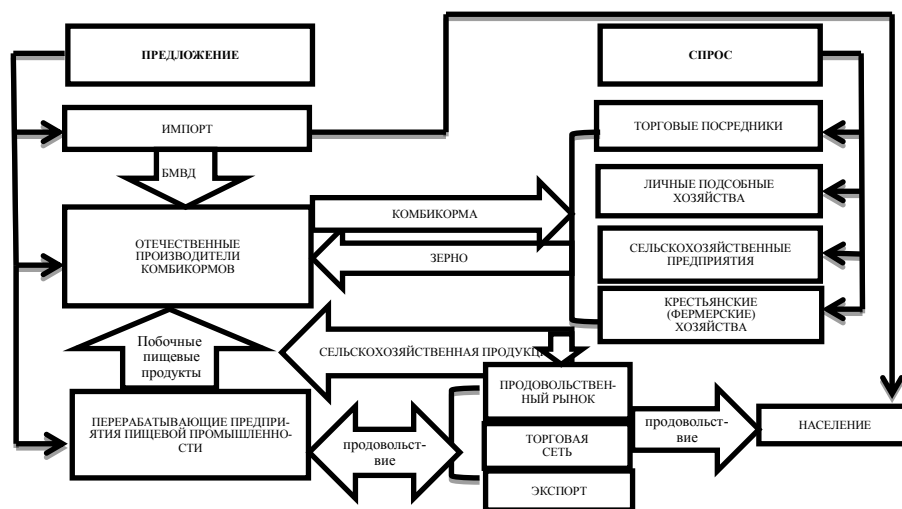 ПРЕДЛОЖЕНИЕ
СПРОС
ИМПОРТ
ТОРГОВЫЕ ПОСРЕДНИКИ
БМВД
ЛИЧНЫЕ ПОДСОБНЫЕ
ХОЗЯЙСТВА
КОМБИКОРМА
ОТЕЧЕСТВЕННЫЕ
ПРОИЗВОДИТЕЛИ
КОМБИКОРМОВ
ЗЕРНО
СЕЛЬСКОХОЗЯЙСТВЕННЫЕ
ПРЕДПРИЯТИЯ
КРЕСТЬЯНСКИЕ
(ФЕРМЕРСКИЕ)
ХОЗЯЙСТВА
Побочные
пищевые
продукты
СЕЛЬСКОХОЗЯЙСТВЕННАЯ ПРОДУКЦ
ПРОДОВОЛЬСТВЕН-
НЫЙ РЫНОК
ПЕРЕРАБАТЫВАЮЩИЕ ПРЕДПРИ-
ЯТИЯ ПИЩЕВОЙ ПРОМЫШЛЕННО-
СТИ
продовольст-
вие
ТОРГОВАЯ
СЕТЬ
продовольст-
вие
НАСЕЛЕНИЕ
ЭКСПОРТ